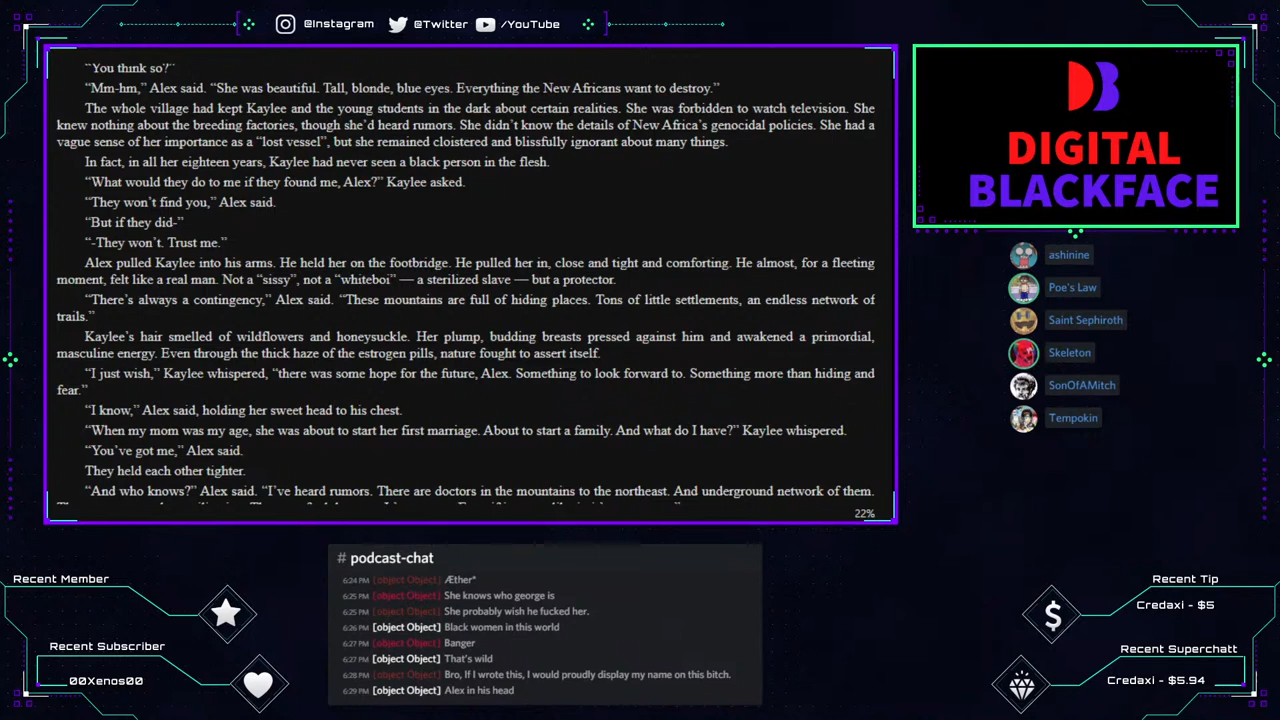 @Instagram @Twitter /YouTube
“You think so?”
“Mm-hm,” Alex said. “She was beautiful. Tall, blonde, blue eyes. Everything the New Africans want to destroy.”
The whole village had kept Kaylee and the young students in the dark about certain realities. She was forbidden to watch television. She
knew nothing about the breeding factories, though she’d heard rumors. She didn’t know the details of New Africa’s genocidal policies. She had a
vague sense of her importance as a “lost vessel”, but she remained cloistered and blissfully ignorant about many things.
In fact, in all her eighteen years, Kaylee had never seen a black person in the flesh.
“What would they do to me if they found me, Alex?” Kaylee asked.
“They won’t find you,” Alex said.
“But if they did-”
“-They won’t. Trust me.”
Alex pulled Kaylee into his arms. He held her on the footbridge. He pulled her in, close and tight and comforting. He almost, for a fleeting
moment, felt like a real man. Not a “sissy”, not a “whiteboi” — a sterilized slave — but a protector.
“There’s always a contingency,” Alex said. “These mountains are full of hiding places. Tons of little settlements, an endless network of
trails.”
Kaylee’s hair smelled of wildflowers and honeysuckle. Her plump, budding breasts pressed against him and awakened a primordial,
masculine energy. Even through the thick haze of the estrogen pills, nature fought to assert itself.
“I just wish,” Kaylee whispered, “there was some hope for the future, Alex. Something to look forward to. Something more than hiding and
fear.”
“I know,” Alex said, holding her sweet head to his chest.
“When my mom was my age, she was about to start her first marriage. About to start a family. And what do I have?” Kaylee whispered.
“You’ve got me,” Alex said.
They held each other tighter.
“And who knows?” Alex said. “I’ve heard rumors. There are doctors in the mountains to the northeast. And underground network of them.
22%
DB
DIGITAL
BLACKFACE
ashinine
Poe's Law
Saint Sephiroth
Skeleton
SonOfAMitch
Tempokin
# podcast-chat
6:24 PM [object Object] Æther*
6:25 PM [object Object] She knows who george is
6:25 PM [object Object] She probably wish he fucked her.
6:26 PM [object Object] Black women in this world
6:27 PM [object Object] Banger
6:27 PM [object Object] That's wild
6:28 PM [object Object] Bro, If I wrote this, I would proudly display my name on this bitch.
6:29 PM [object Object] Alex in his head
Recent Member
Recent Subscriber
00Xenos00
Recent Tip
Credaxi - $5
Recent Superchatt
Credaxi - $5.94